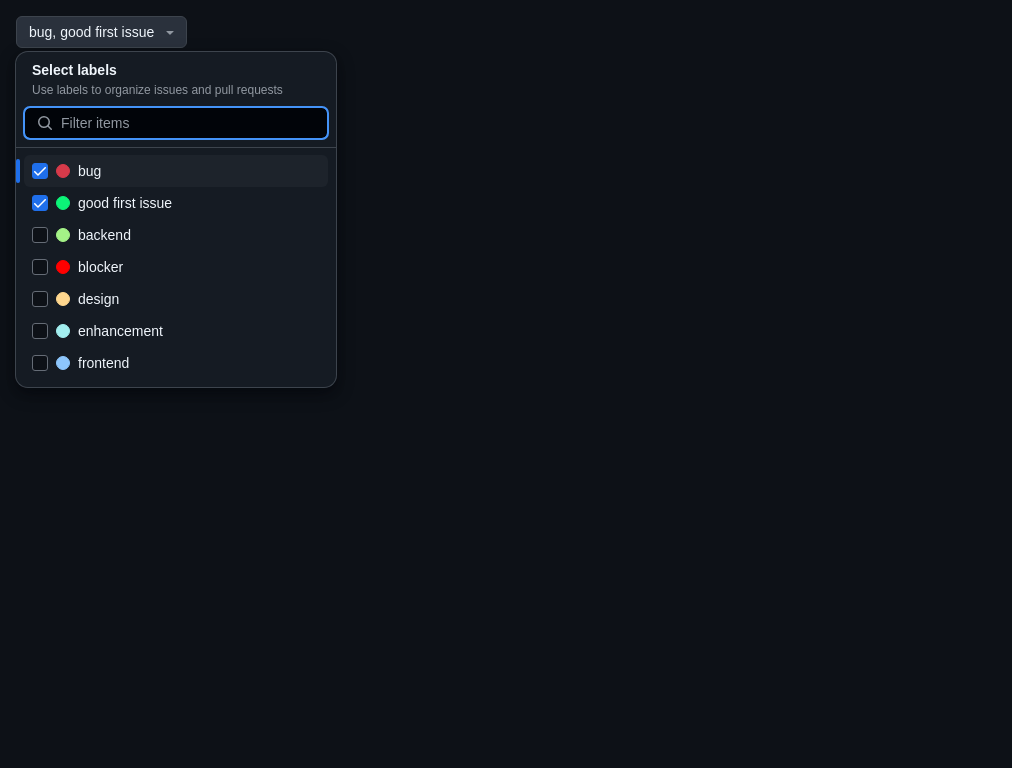 bug, good first issue
Select labels
Use labels to organize issues and pull requests
Filter items
bug
good first issue
backend
blocker
design
enhancement
frontend